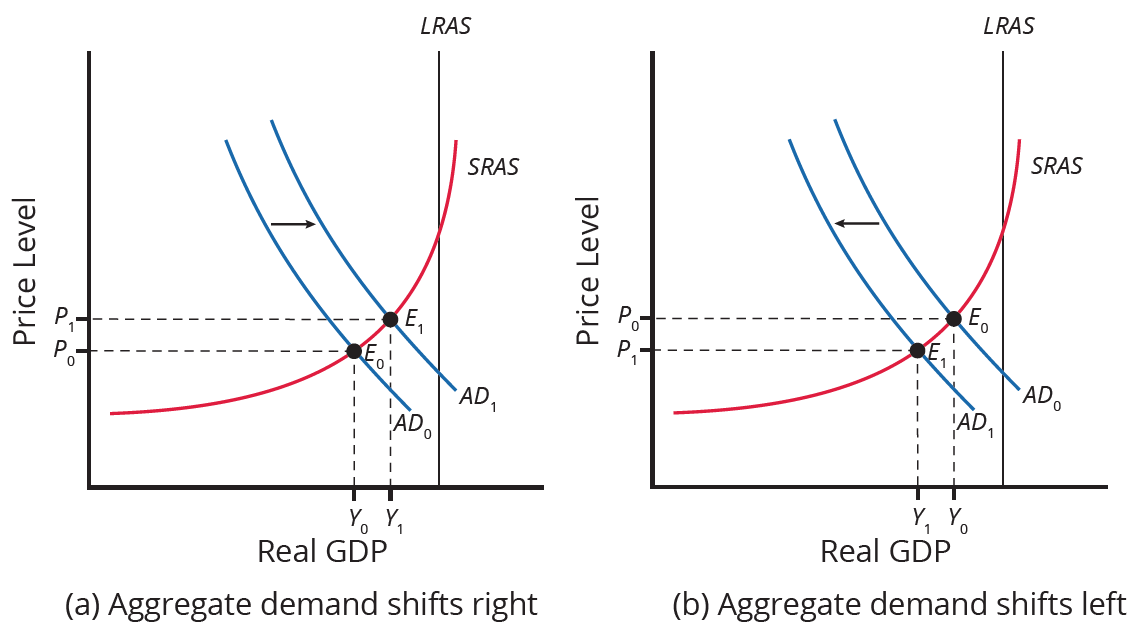 LRAS
SRAS
Price Level
P₁
P₀
E₁
E₀
AD₁
AD₀
Y₀ Y₁
Real GDP
(a) Aggregate demand shifts right
LRAS
SRAS
Price Level
P₀
P₁
E₀
E₁
AD₀
AD₁
Y₁ Y₀
Real GDP
(b) Aggregate demand shifts left